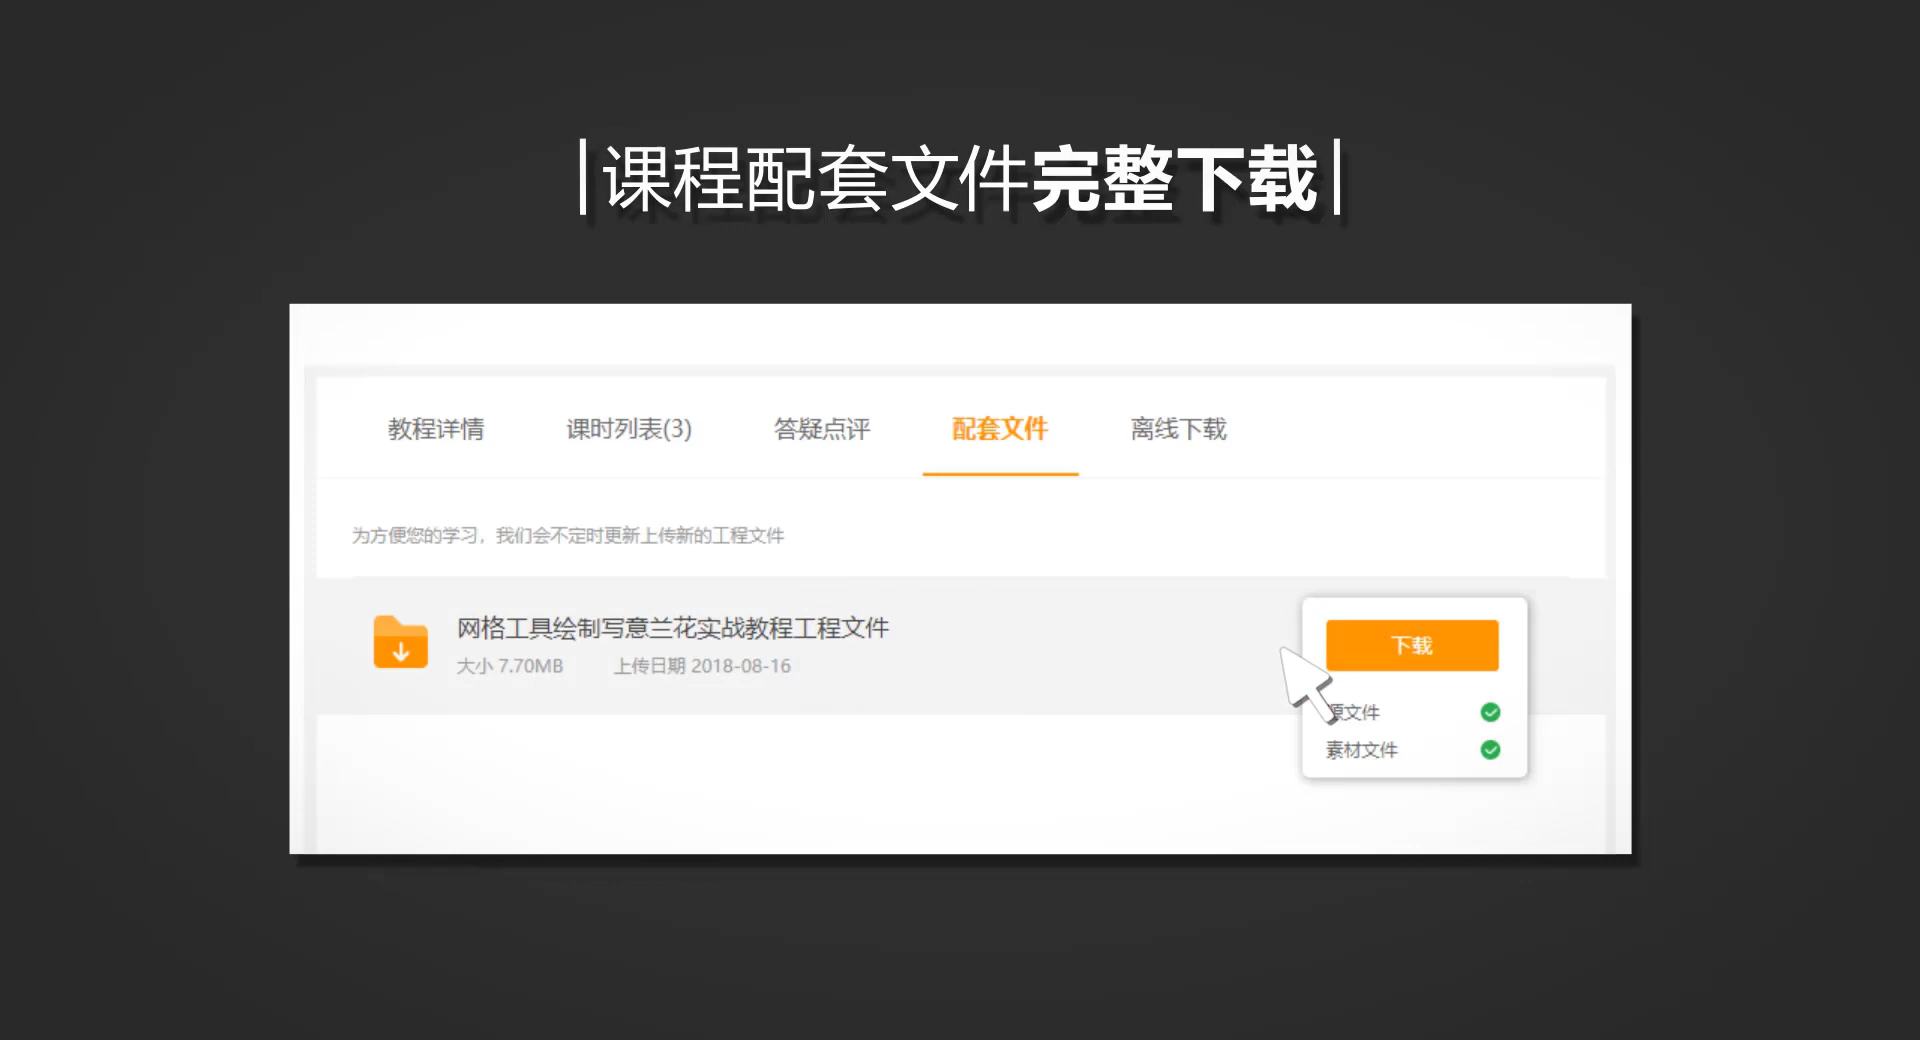 |课程配套文件完整下载|
教程详情 课时列表(3) 答疑点评 配套文件 离线下载
为方便您的学习，我们会不定时更新上传新的工程文件
网格工具绘制写意兰花实战教程工程文件
大小 7.70MB 上传日期 2018-08-16
下载
源文件
素材文件